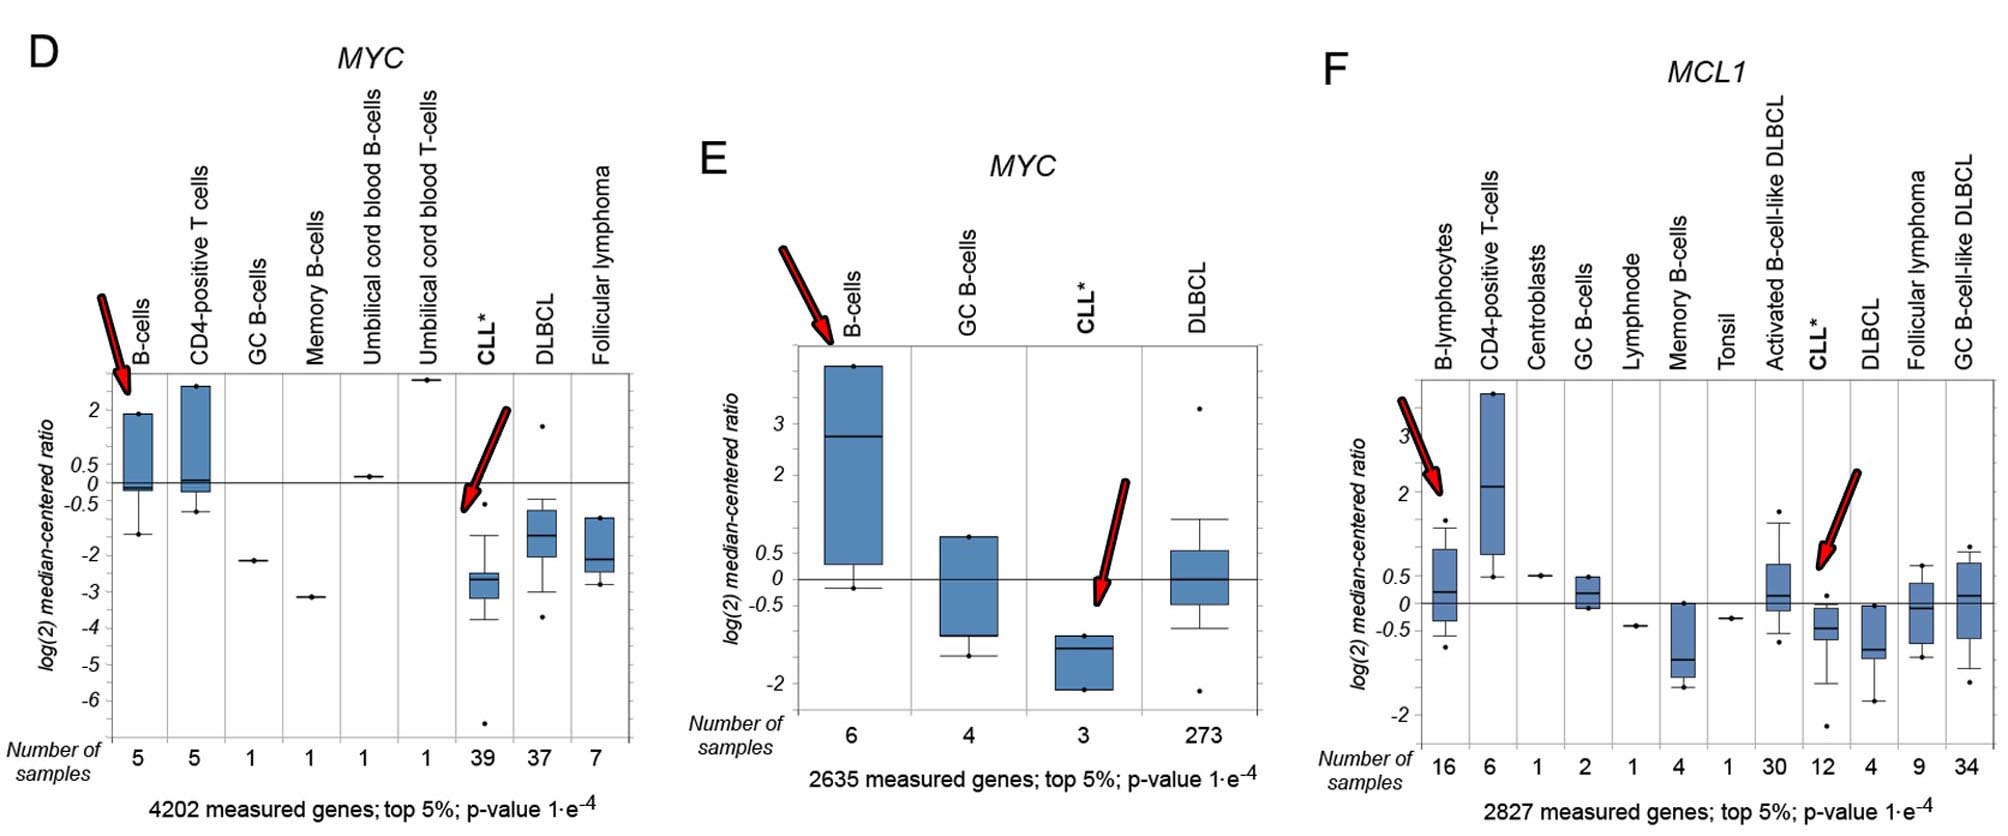 D
MYC
B-cells
CD4-positive T cells
GC B-cells
Memory B-cells
Umbilical cord blood B-cells
Umbilical cord blood T-cells
CLL*
DLBCL
Follicular lymphoma
log(2) median-centered ratio
2
0.5
0
-0.5
-2
-3
-4
-5
-6
Number of
samples
5 5 1 1 1 1 39 37 7
4202 measured genes; top 5%; p-value 1·e-4
E
MYC
B-cells
GC B-cells
CLL*
DLBCL
log(2) median-centered ratio
3
2
0.5
0
-0.5
-2
Number of
samples
6 4 3 273
2635 measured genes; top 5%; p-value 1·e-4
F
MCL1
B-lymphocytes
CD4-positive T-cells
Centroblasts
GC B-cells
Lymphnode
Memory B-cells
Tonsil
Activated B-cell-like DLBCL
CLL*
DLBCL
Follicular lymphoma
GC B-cell-like DLBCL
log(2) median-centered ratio
3
2
0.5
0
-0.5
-2
Number of
samples
16 6 1 2 1 4 1 30 12 4 9 34
2827 measured genes; top 5%; p-value 1·e-4